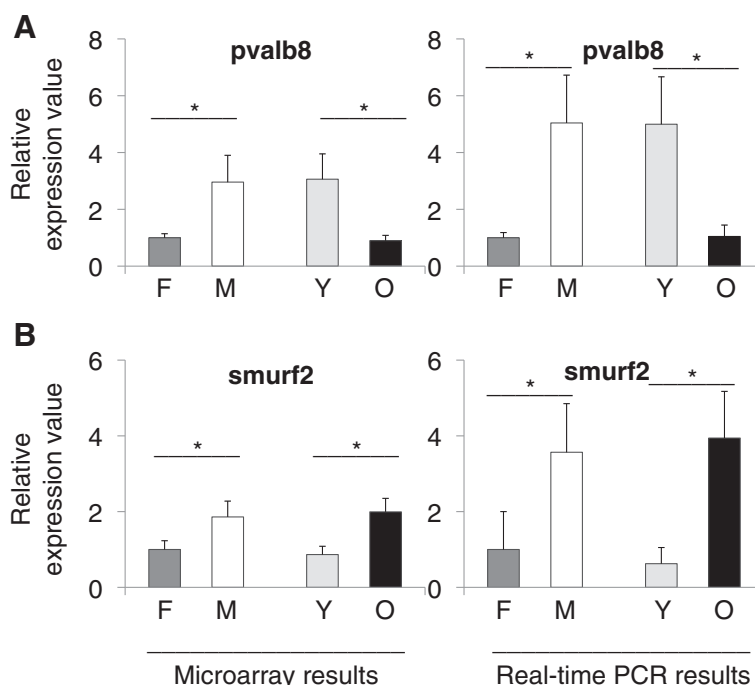 A
pvalb8
pvalb8
Relative
expression value
8
6
4
2
0
*
*
F M Y O
8
6
4
2
0
*
*
F M Y O
B
smurf2
smurf2
Relative
expression value
6
4
2
0
*
*
F M Y O
6
4
2
0
*
*
F M Y O
Microarray results
Real-time PCR results